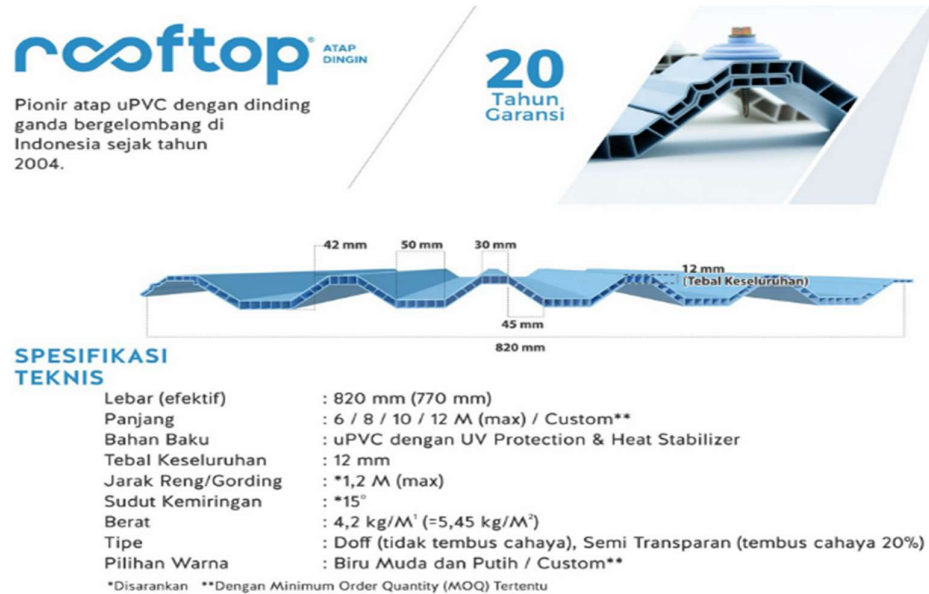 rooftop® ATAP DINGIN
Pionir atap uPVC dengan dinding
ganda bergelombang di
Indonesia sejak tahun
2004.
20
Tahun
Garansi
42 mm
50 mm
30 mm
12 mm
(Tebal Keseluruhan)
45 mm
820 mm
SPESIFIKASI
TEKNIS
Lebar (efektif) : 820 mm (770 mm)
Panjang : 6 / 8 / 10 / 12 M (max) / Custom**
Bahan Baku : uPVC dengan UV Protection & Heat Stabilizer
Tebal Keseluruhan : 12 mm
Jarak Reng/Gording : *1,2 M (max)
Sudut Kemiringan : *15°
Berat : 4,2 kg/M¹ (=5,45 kg/M²)
Tipe : Doff (tidak tembus cahaya), Semi Transparan (tembus cahaya 20%)
Pilihan Warna : Biru Muda dan Putih / Custom**
*Disarankan **Dengan Minimum Order Quantity (MOQ) Tertentu